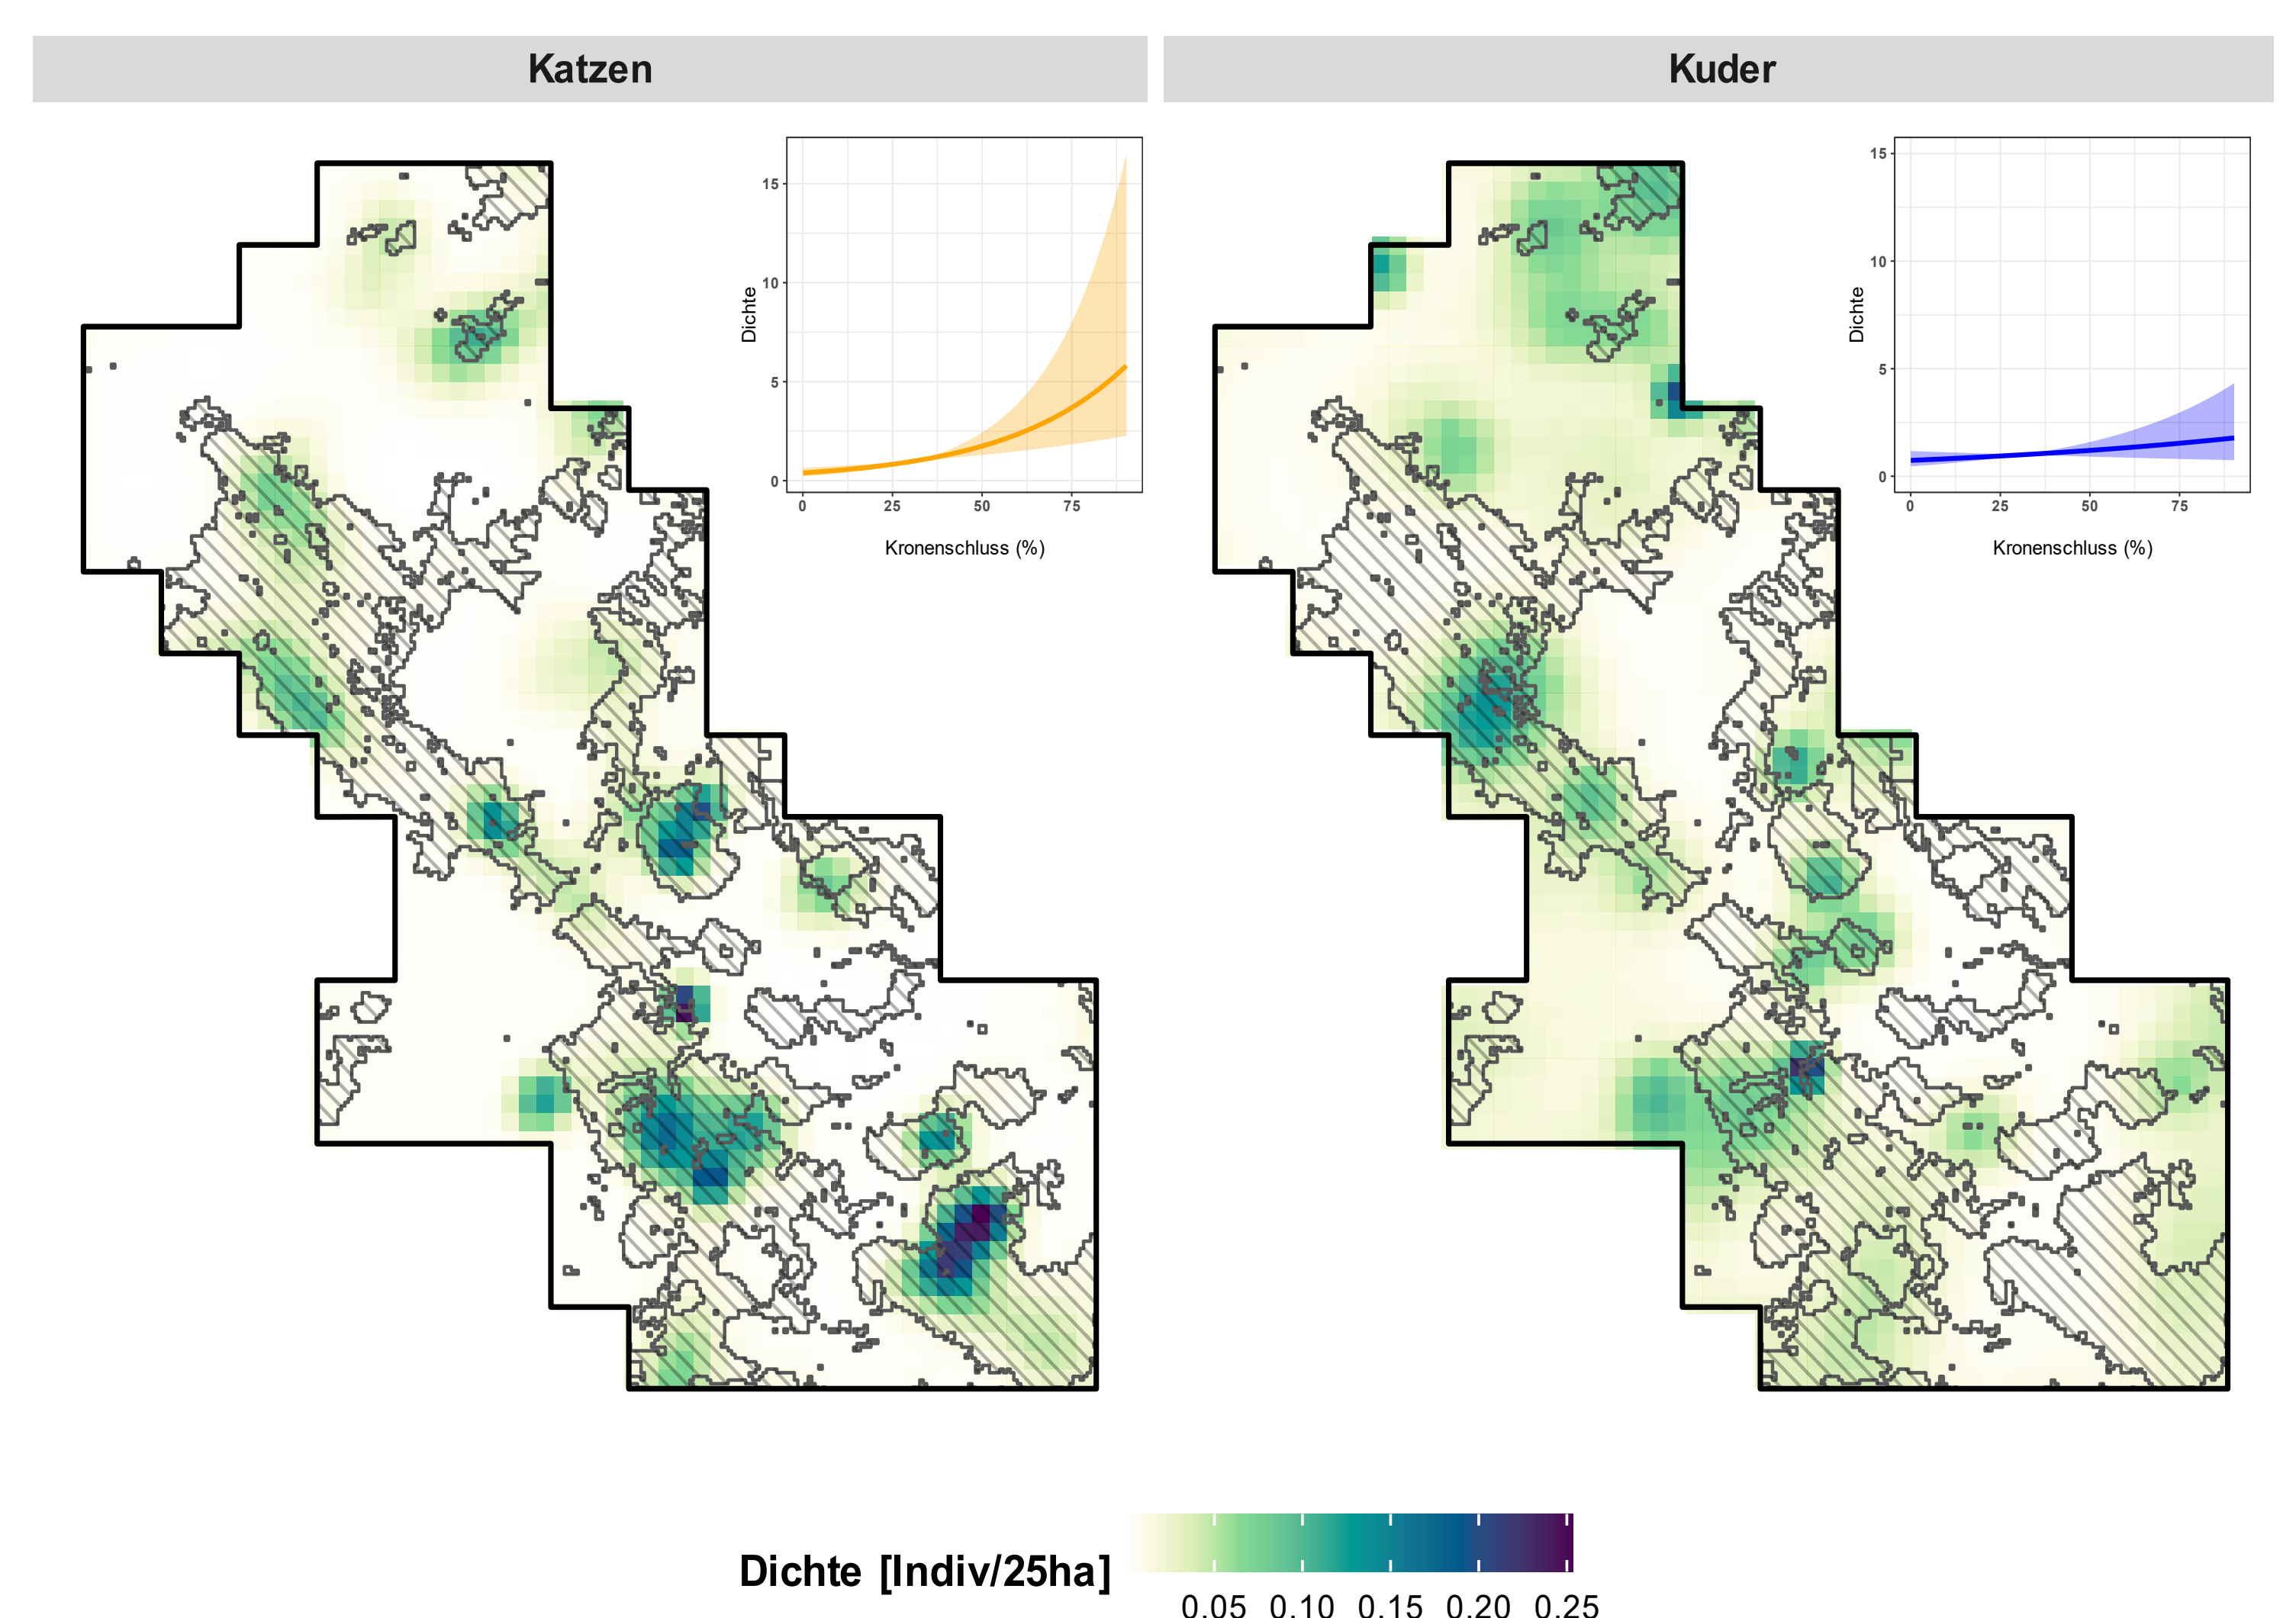 Katzen
Kuder
15
10
5
0
Dichte
0 25 50 75
Kronenschluss (%)
15
10
5
0
Dichte
0 25 50 75
Kronenschluss (%)
Dichte [Indiv/25ha]
0.05 0.10 0.15 0.20 0.25